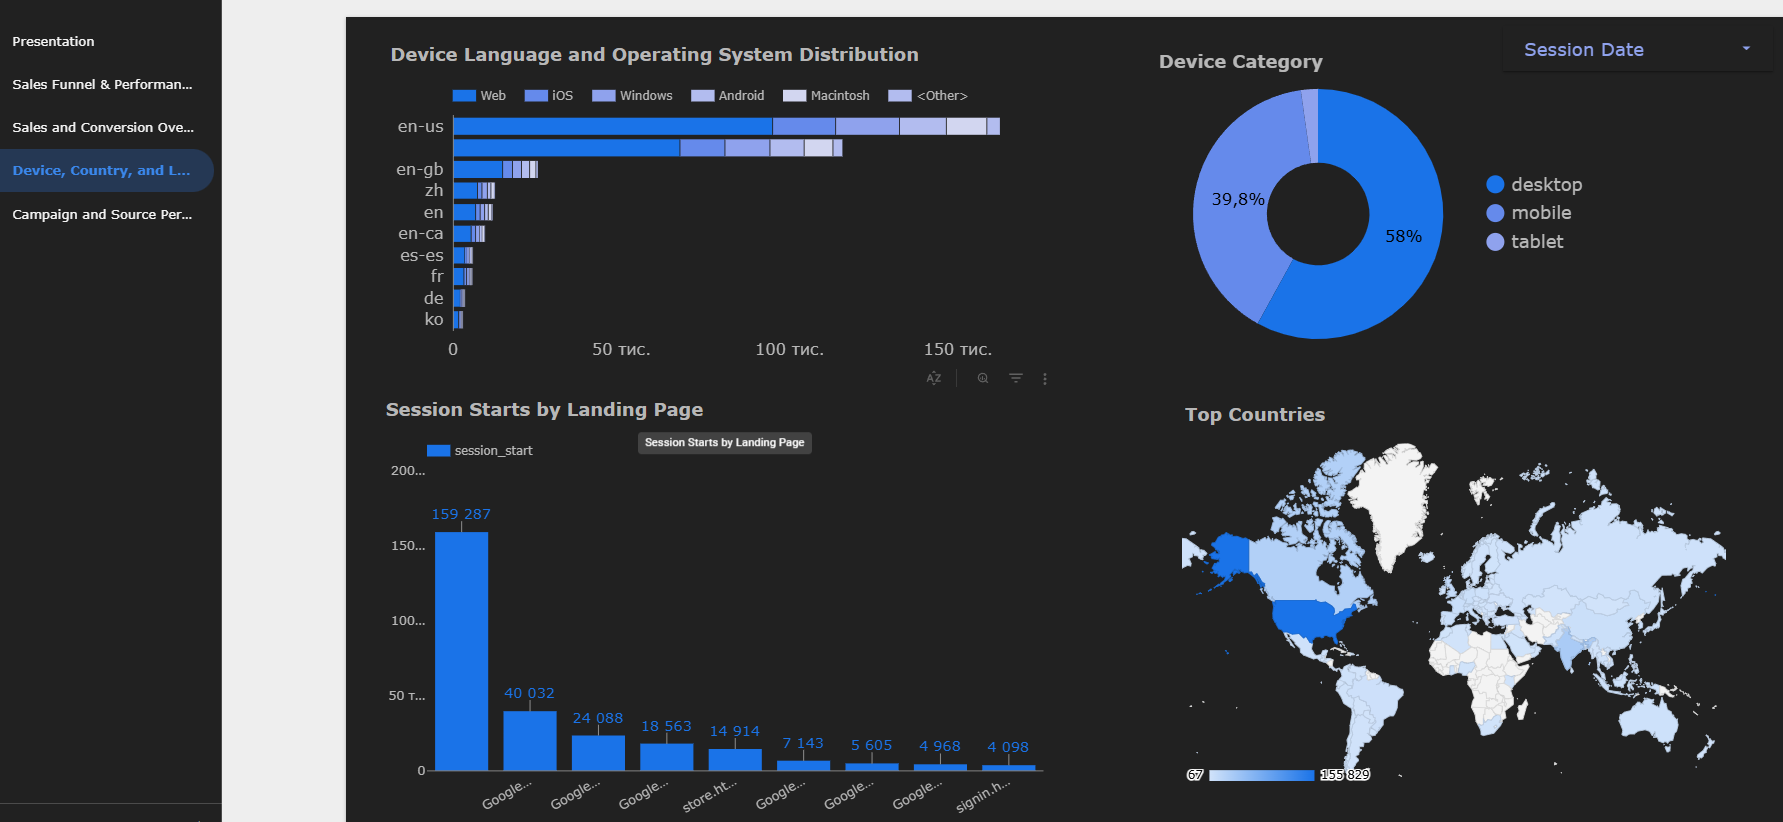 Presentation
Sales Funnel & Performan...
Sales and Conversion Ove...
Device, Country, and L...
Campaign and Source Per...
Device Language and Operating System Distribution
Web iOS Windows Android Macintosh <Other>
en-us
en-gb
zh
en
en-ca
es-es
fr
de
ko
0 50 тис. 100 тис. 150 тис.
Device Category
Session Date
39,8%
58%
desktop
mobile
tablet
Session Starts by Landing Page
Session Starts by Landing Page
session_start
200...
150...
100...
50 т...
0
159 287
40 032
24 088
18 563
14 914
7 143
5 605
4 968
4 098
Google...
Google...
Google...
store.ht...
Google...
Google...
Google...
signin.h...
Top Countries
67 155 829